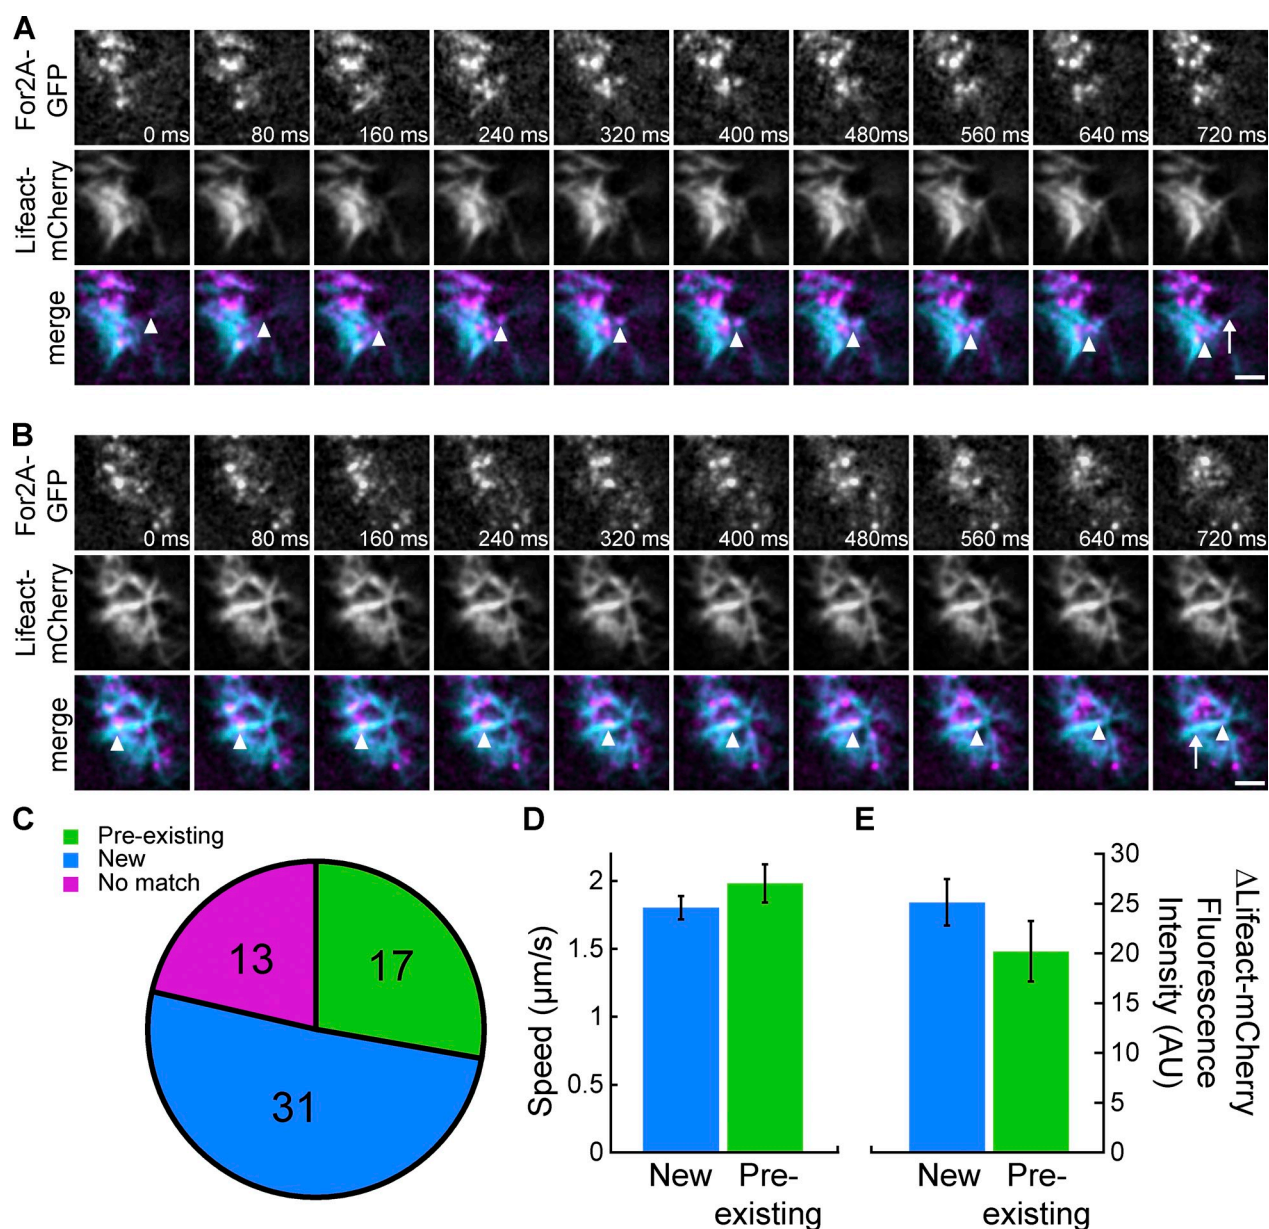 A
For2A-
GFP
0 ms 80 ms 160 ms 240 ms 320 ms 400 ms 480ms 560 ms 640 ms 720 ms
Lifeact-
mCherry
merge
B
For2A-
GFP
0 ms 80 ms 160 ms 240 ms 320 ms 400 ms 480ms 560 ms 640 ms 720 ms
Lifeact-
mCherry
merge
C
Pre-existing
New
No match
13
17
31
D
Speed (μm/s)
2
1.5
1
0.5
0
New
Pre-
existing
E
30
25
20
15
10
5
0
ΔLifeact-mCherry
Fluorescence
Intensity (AU)
New
Pre-
existing